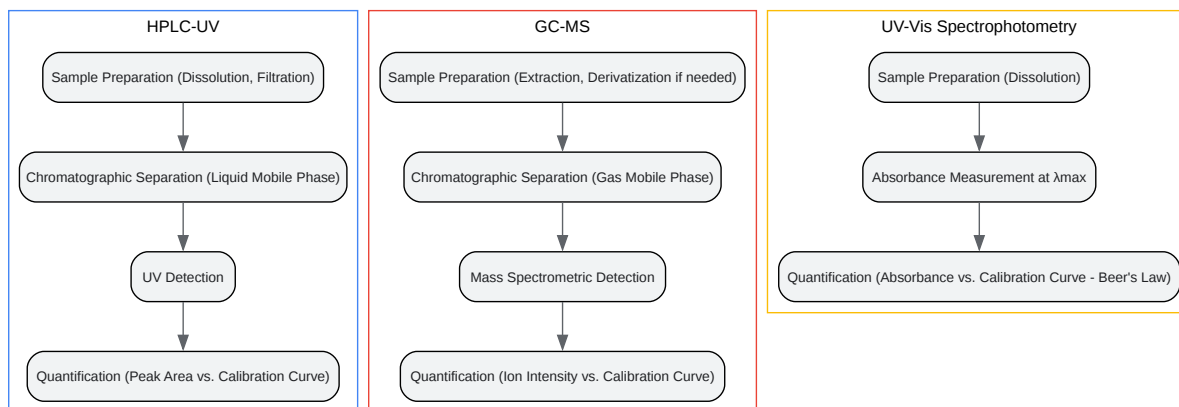 HPLC-UV
Sample Preparation (Dissolution, Filtration)
Chromatographic Separation (Liquid Mobile Phase)
UV Detection
Quantification (Peak Area vs. Calibration Curve)
GC-MS
Sample Preparation (Extraction, Derivatization if needed)
Chromatographic Separation (Gas Mobile Phase)
Mass Spectrometric Detection
Quantification (Ion Intensity vs. Calibration Curve)
UV-Vis Spectrophotometry
Sample Preparation (Dissolution)
Absorbance Measurement at λmax
Quantification (Absorbance vs. Calibration Curve - Beer's Law)